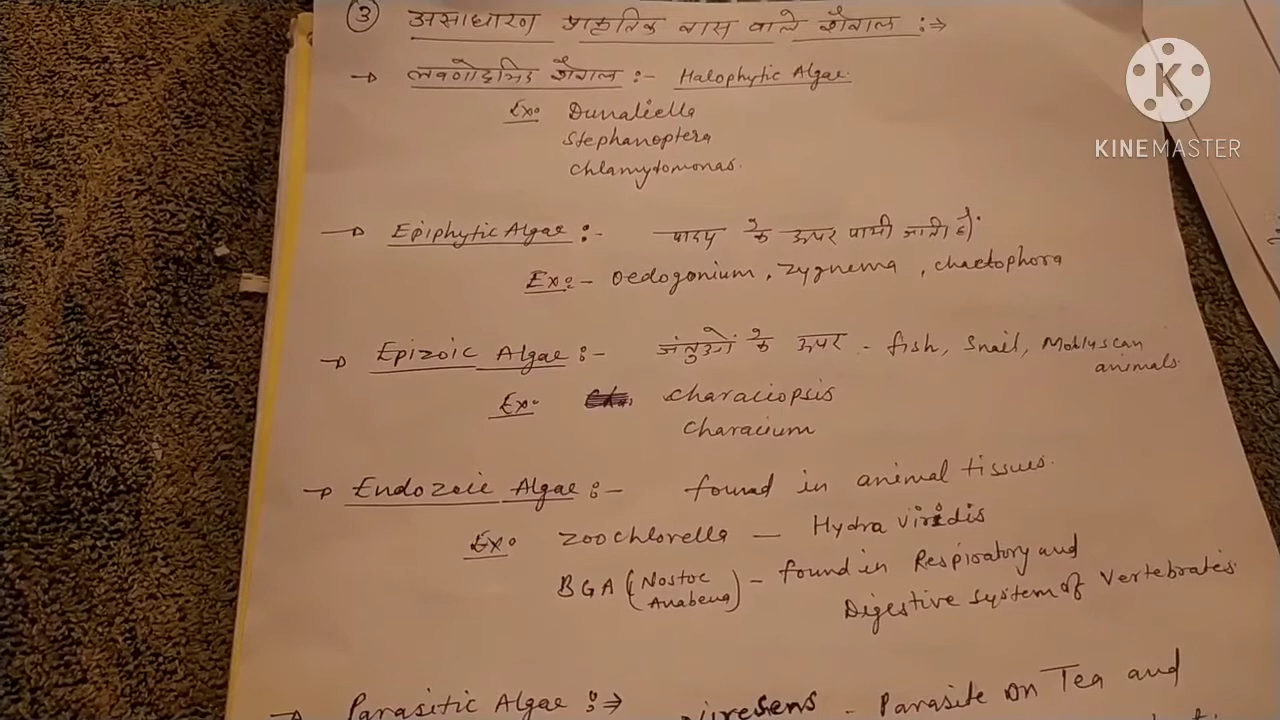 ③ असाधारण प्राकृतिक वास वाले शैवाल :⇒
→ लवणोद्भिद शैवाल :- Halophytic Algae.
Ex:- Dunaliella
Stephanoptera
Chlamydomonas.
→ Epiphytic Algae :- पादप के ऊपर पायी जाती है।
Ex:- Oedogonium, Zygnema, Chaetophora
→ Epizoic Algae :- जंतुओं के ऊपर - fish, Snail, Molluscan
animals.
Ex:- Characiopsis
Characium
→ Endozoic Algae :- found in animal tissues.
Ex:- Zoochlorella — Hydra viridis
BGA (Nostoc - found in Respiratory and
Anabena) Digestive system of Vertebrates.
→ Parasitic Algae :⇒ - Parasite on Tea and
K
KINEMASTER